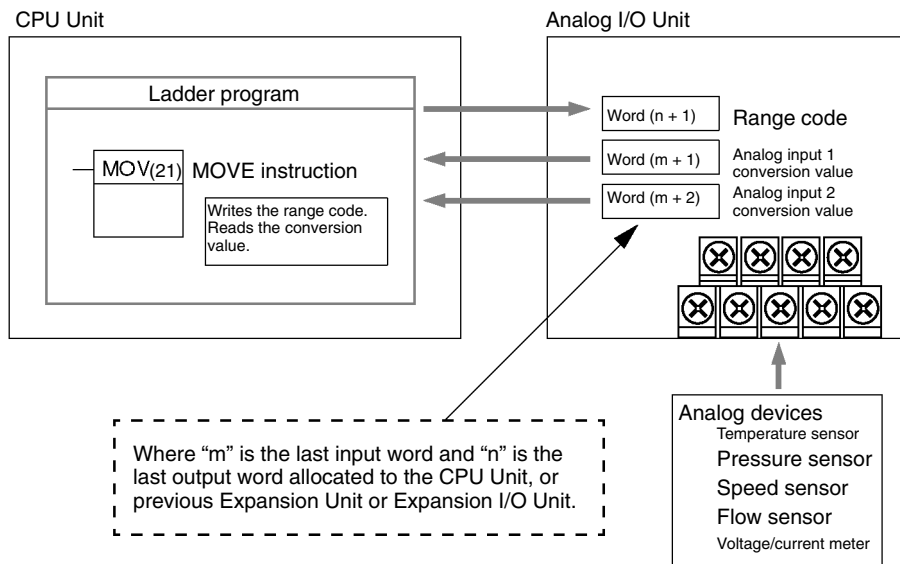 CPU Unit
Analog I/O Unit
Ladder program
MOV(21)
MOVE instruction
Writes the range code.
Reads the conversion
value.
Word (n + 1)
Range code
Word (m + 1)
Analog input 1
conversion value
Word (m + 2)
Analog input 2
conversion value
Where “m” is the last input word and “n” is the
last output word allocated to the CPU Unit, or
previous Expansion Unit or Expansion I/O Unit.
Analog devices
Temperature sensor
Pressure sensor
Speed sensor
Flow sensor
Voltage/current meter